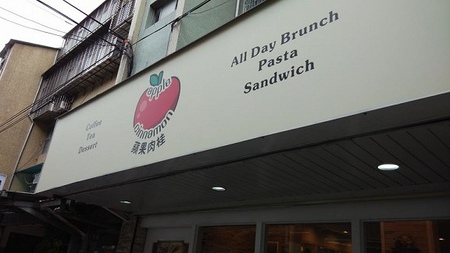 Coffee
Tea
Dessert
apple
cinnamon
蘋果肉桂
All Day Brunch
Pasta
Sandwich